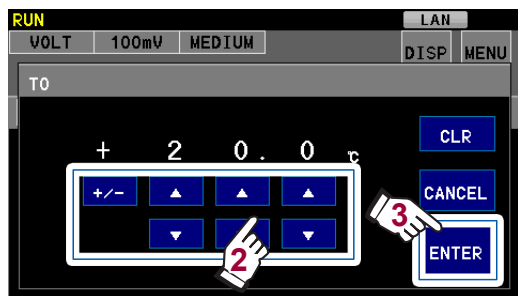 RUN LAN
VOLT 100mV MEDIUM DISP MENU
T0
CLR
+ 2 0. 0 ℃
+/- ▲ ▲ ▲ CANCEL
3
▼ ▼
2 ENTER